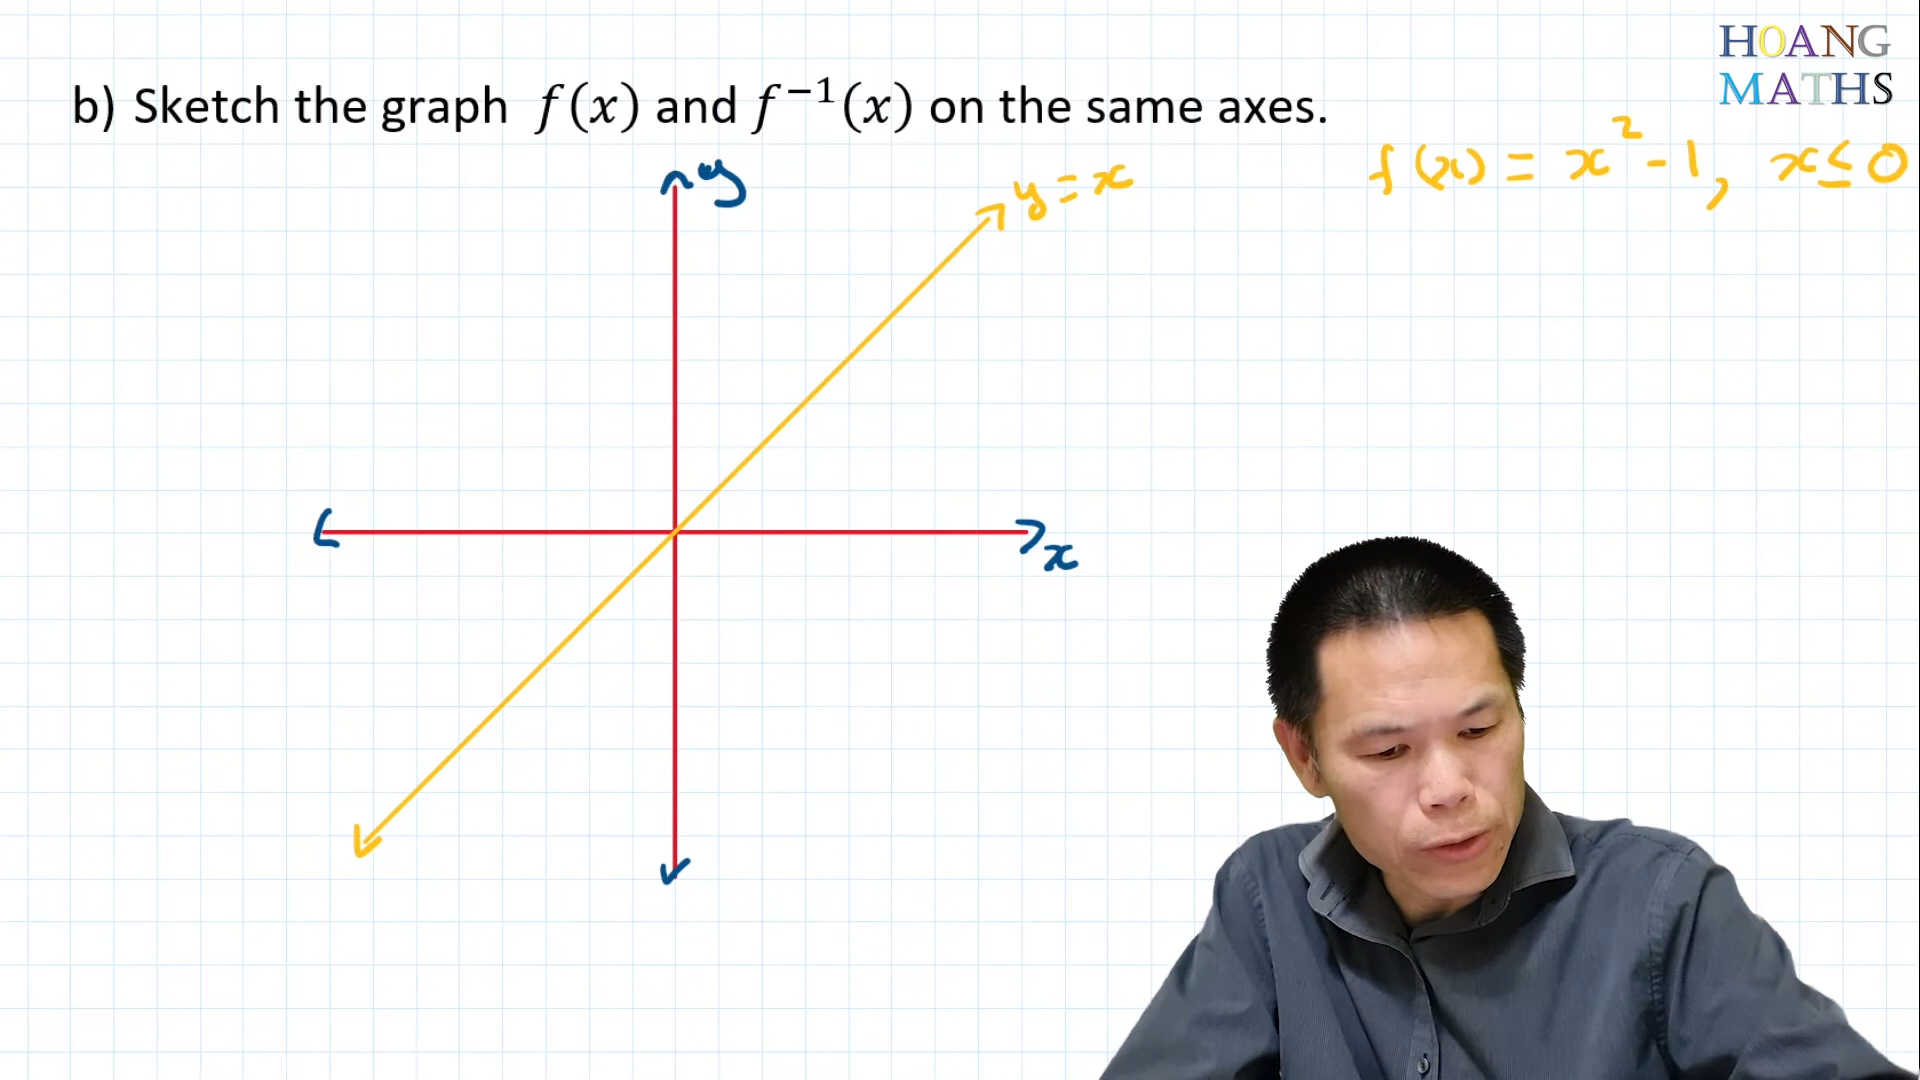 HOANG
MATHS
b) Sketch the graph f(x) and f⁻¹(x) on the same axes.
f(x) = x² - 1, x ≤ 0
y
y = x
x